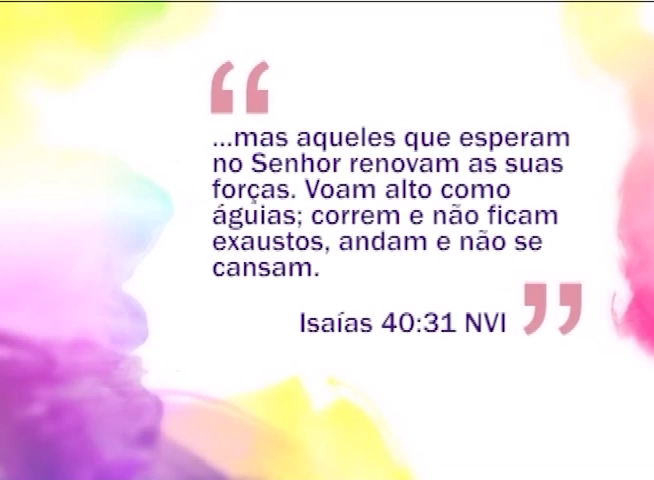 “
...mas aqueles que esperam
no Senhor renovam as suas
forças. Voam alto como
águias; correm e não ficam
exaustos, andam e não se
cansam.
Isaías 40:31 NVI ”